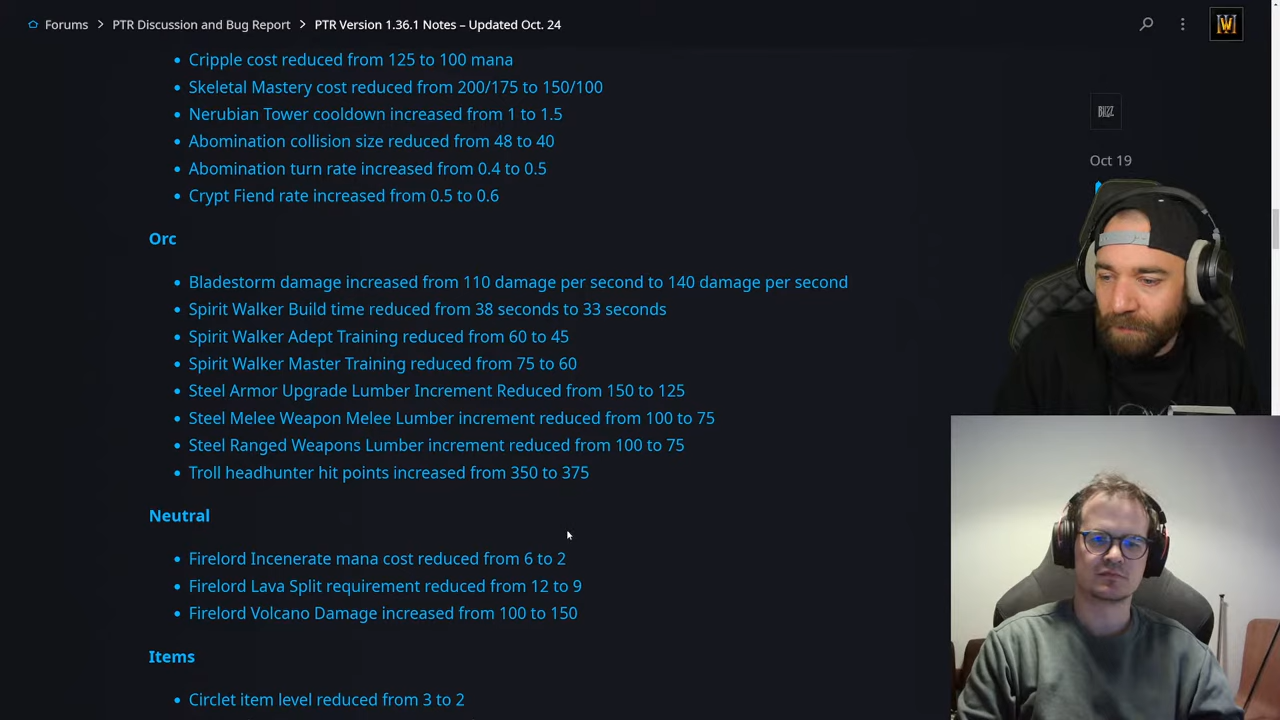 Forums > PTR Discussion and Bug Report > PTR Version 1.36.1 Notes – Updated Oct. 24
Cripple cost reduced from 125 to 100 mana
Skeletal Mastery cost reduced from 200/175 to 150/100
Nerubian Tower cooldown increased from 1 to 1.5
Abomination collision size reduced from 48 to 40
Abomination turn rate increased from 0.4 to 0.5
Crypt Fiend rate increased from 0.5 to 0.6
Orc
Bladestorm damage increased from 110 damage per second to 140 damage per second
Spirit Walker Build time reduced from 38 seconds to 33 seconds
Spirit Walker Adept Training reduced from 60 to 45
Spirit Walker Master Training reduced from 75 to 60
Steel Armor Upgrade Lumber Increment Reduced from 150 to 125
Steel Melee Weapon Melee Lumber increment reduced from 100 to 75
Steel Ranged Weapons Lumber increment reduced from 100 to 75
Troll headhunter hit points increased from 350 to 375
Neutral
Firelord Incenerate mana cost reduced from 6 to 2
Firelord Lava Split requirement reduced from 12 to 9
Firelord Volcano Damage increased from 100 to 150
Items
Circlet item level reduced from 3 to 2
BLIZZ
Oct 19